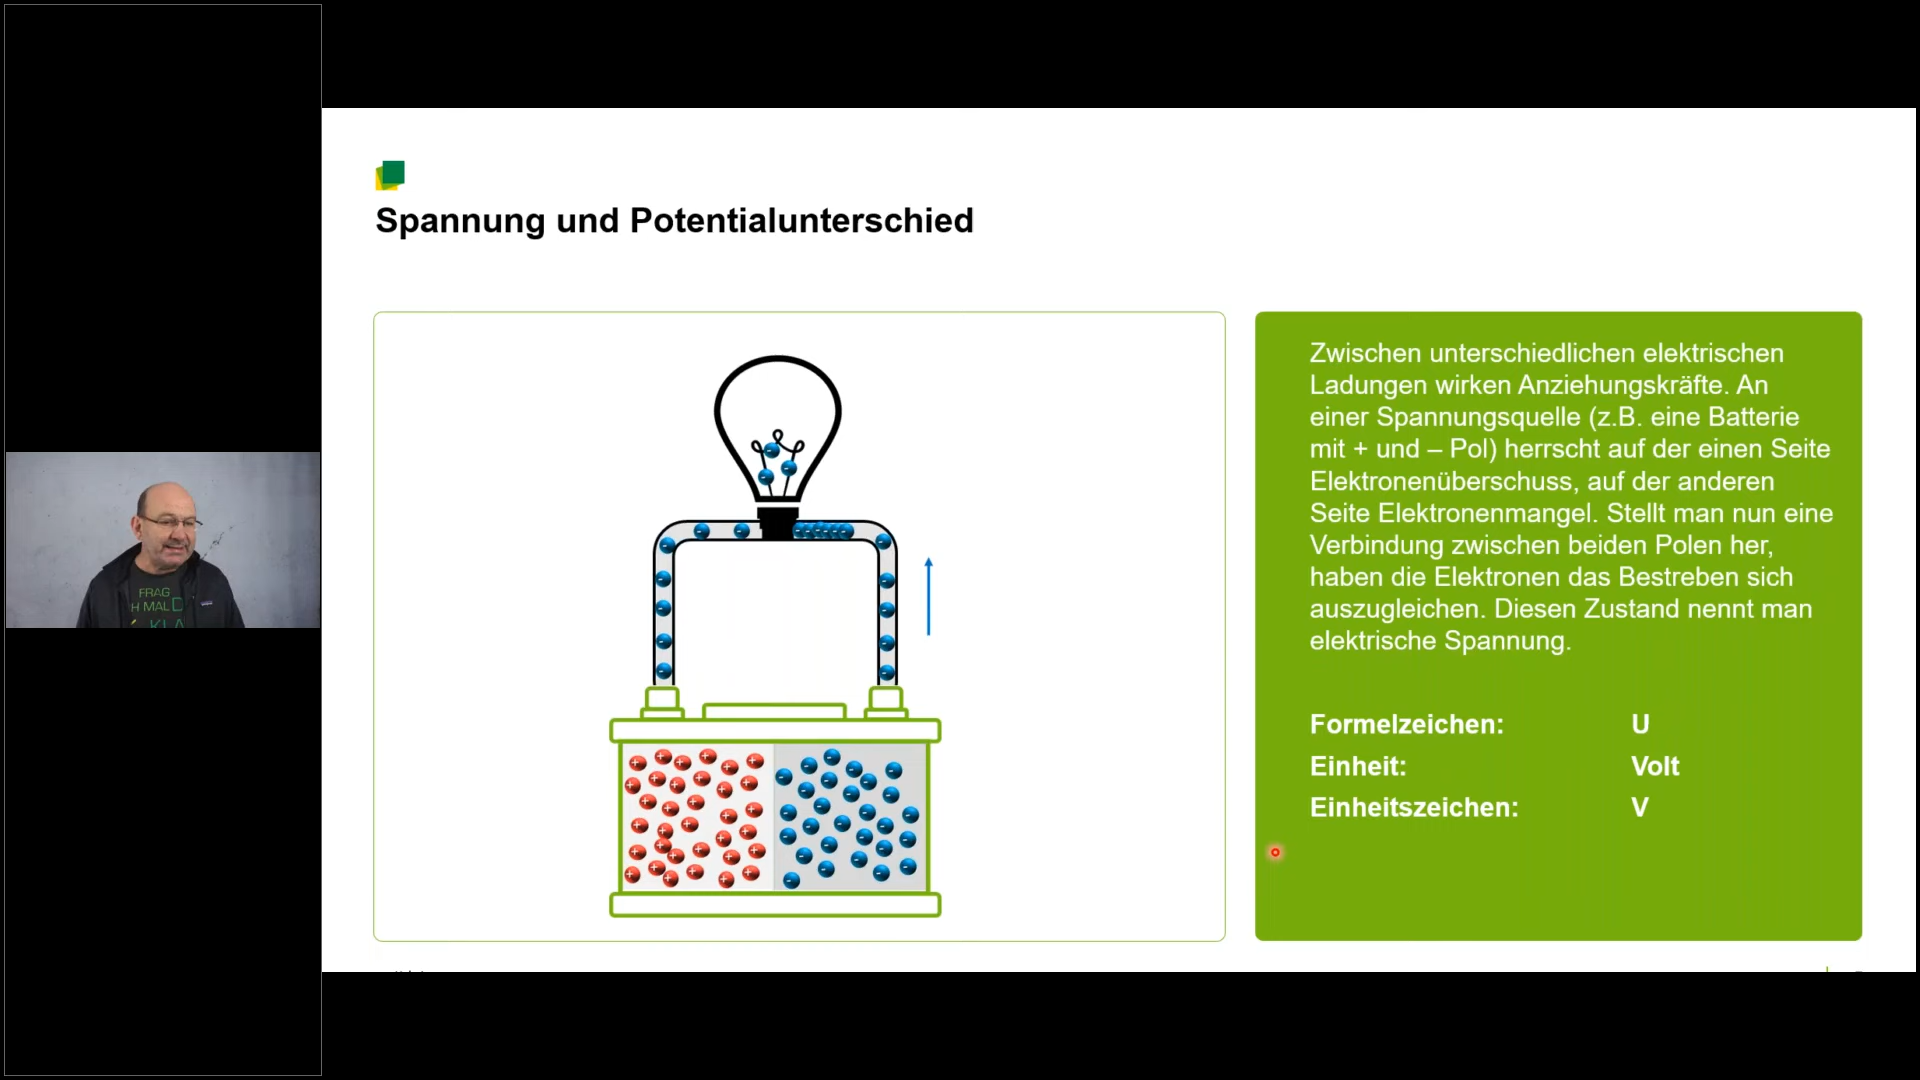 Spannung und Potentialunterschied
Zwischen unterschiedlichen elektrischen
Ladungen wirken Anziehungskräfte. An
einer Spannungsquelle (z.B. eine Batterie
mit + und – Pol) herrscht auf der einen Seite
Elektronenüberschuss, auf der anderen
Seite Elektronenmangel. Stellt man nun eine
Verbindung zwischen beiden Polen her,
haben die Elektronen das Bestreben sich
auszugleichen. Diesen Zustand nennt man
elektrische Spannung.
Formelzeichen: U
Einheit: Volt
Einheitszeichen: V
FRAG
MAL